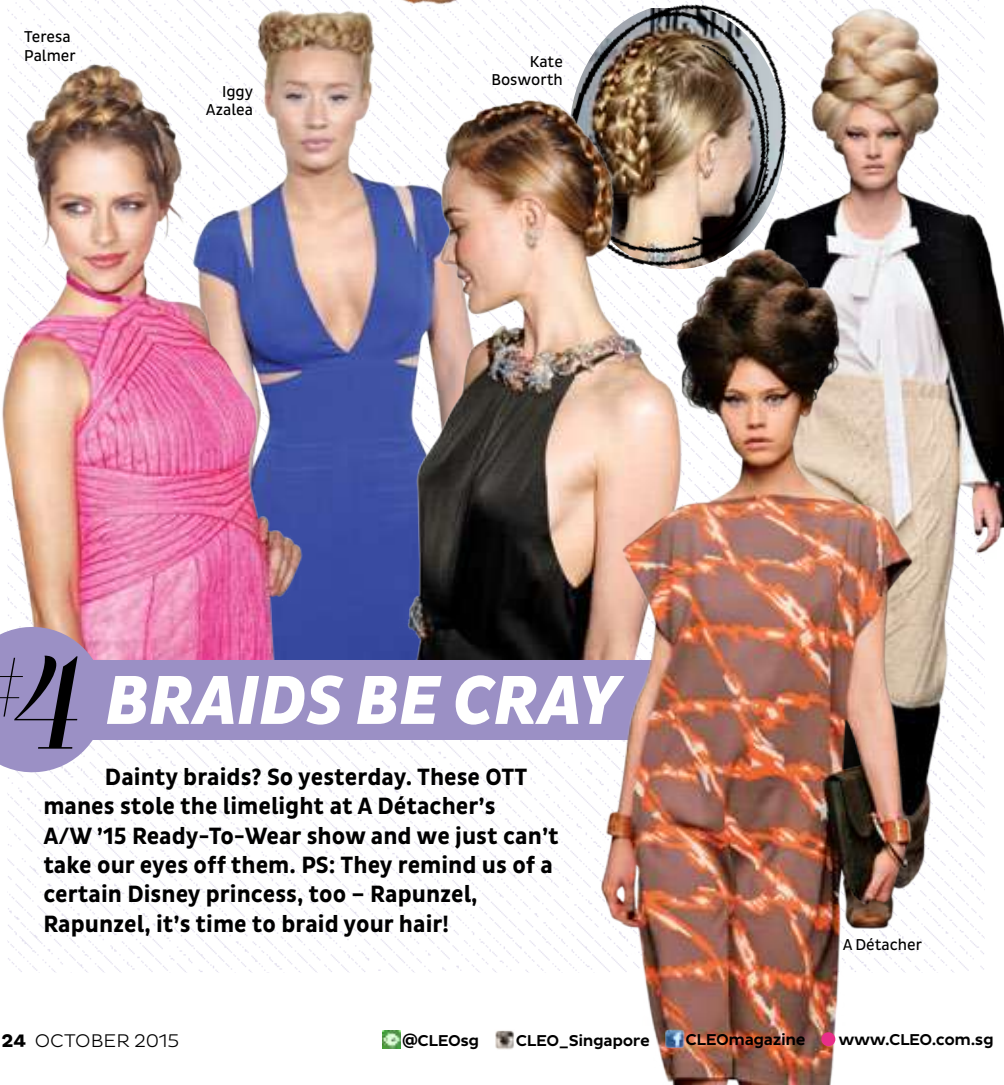 Teresa
Palmer
Iggy
Azalea
Kate
Bosworth
#4 BRAIDS BE CRAY
Dainty braids? So yesterday. These OTT
manes stole the limelight at A Détacher’s
A/W ’15 Ready-To-Wear show and we just can’t
take our eyes off them. PS: They remind us of a
certain Disney princess, too – Rapunzel,
Rapunzel, it’s time to braid your hair!
A Détacher
24 OCTOBER 2015
@CLEOsg CLEO_Singapore CLEOmagazine www.CLEO.com.sg